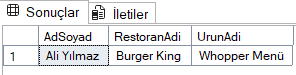 Sonuçlar İletiler
AdSoyad RestoranAdi UrunAdi
1 Ali Yılmaz Burger King Whopper Menü